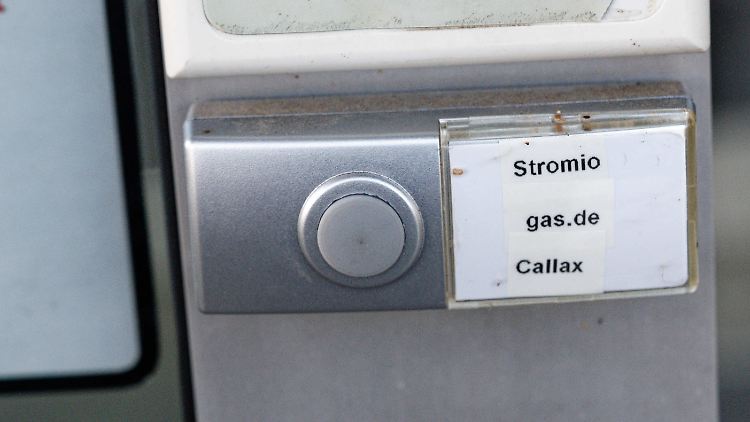 Stromio
gas.de
Callax